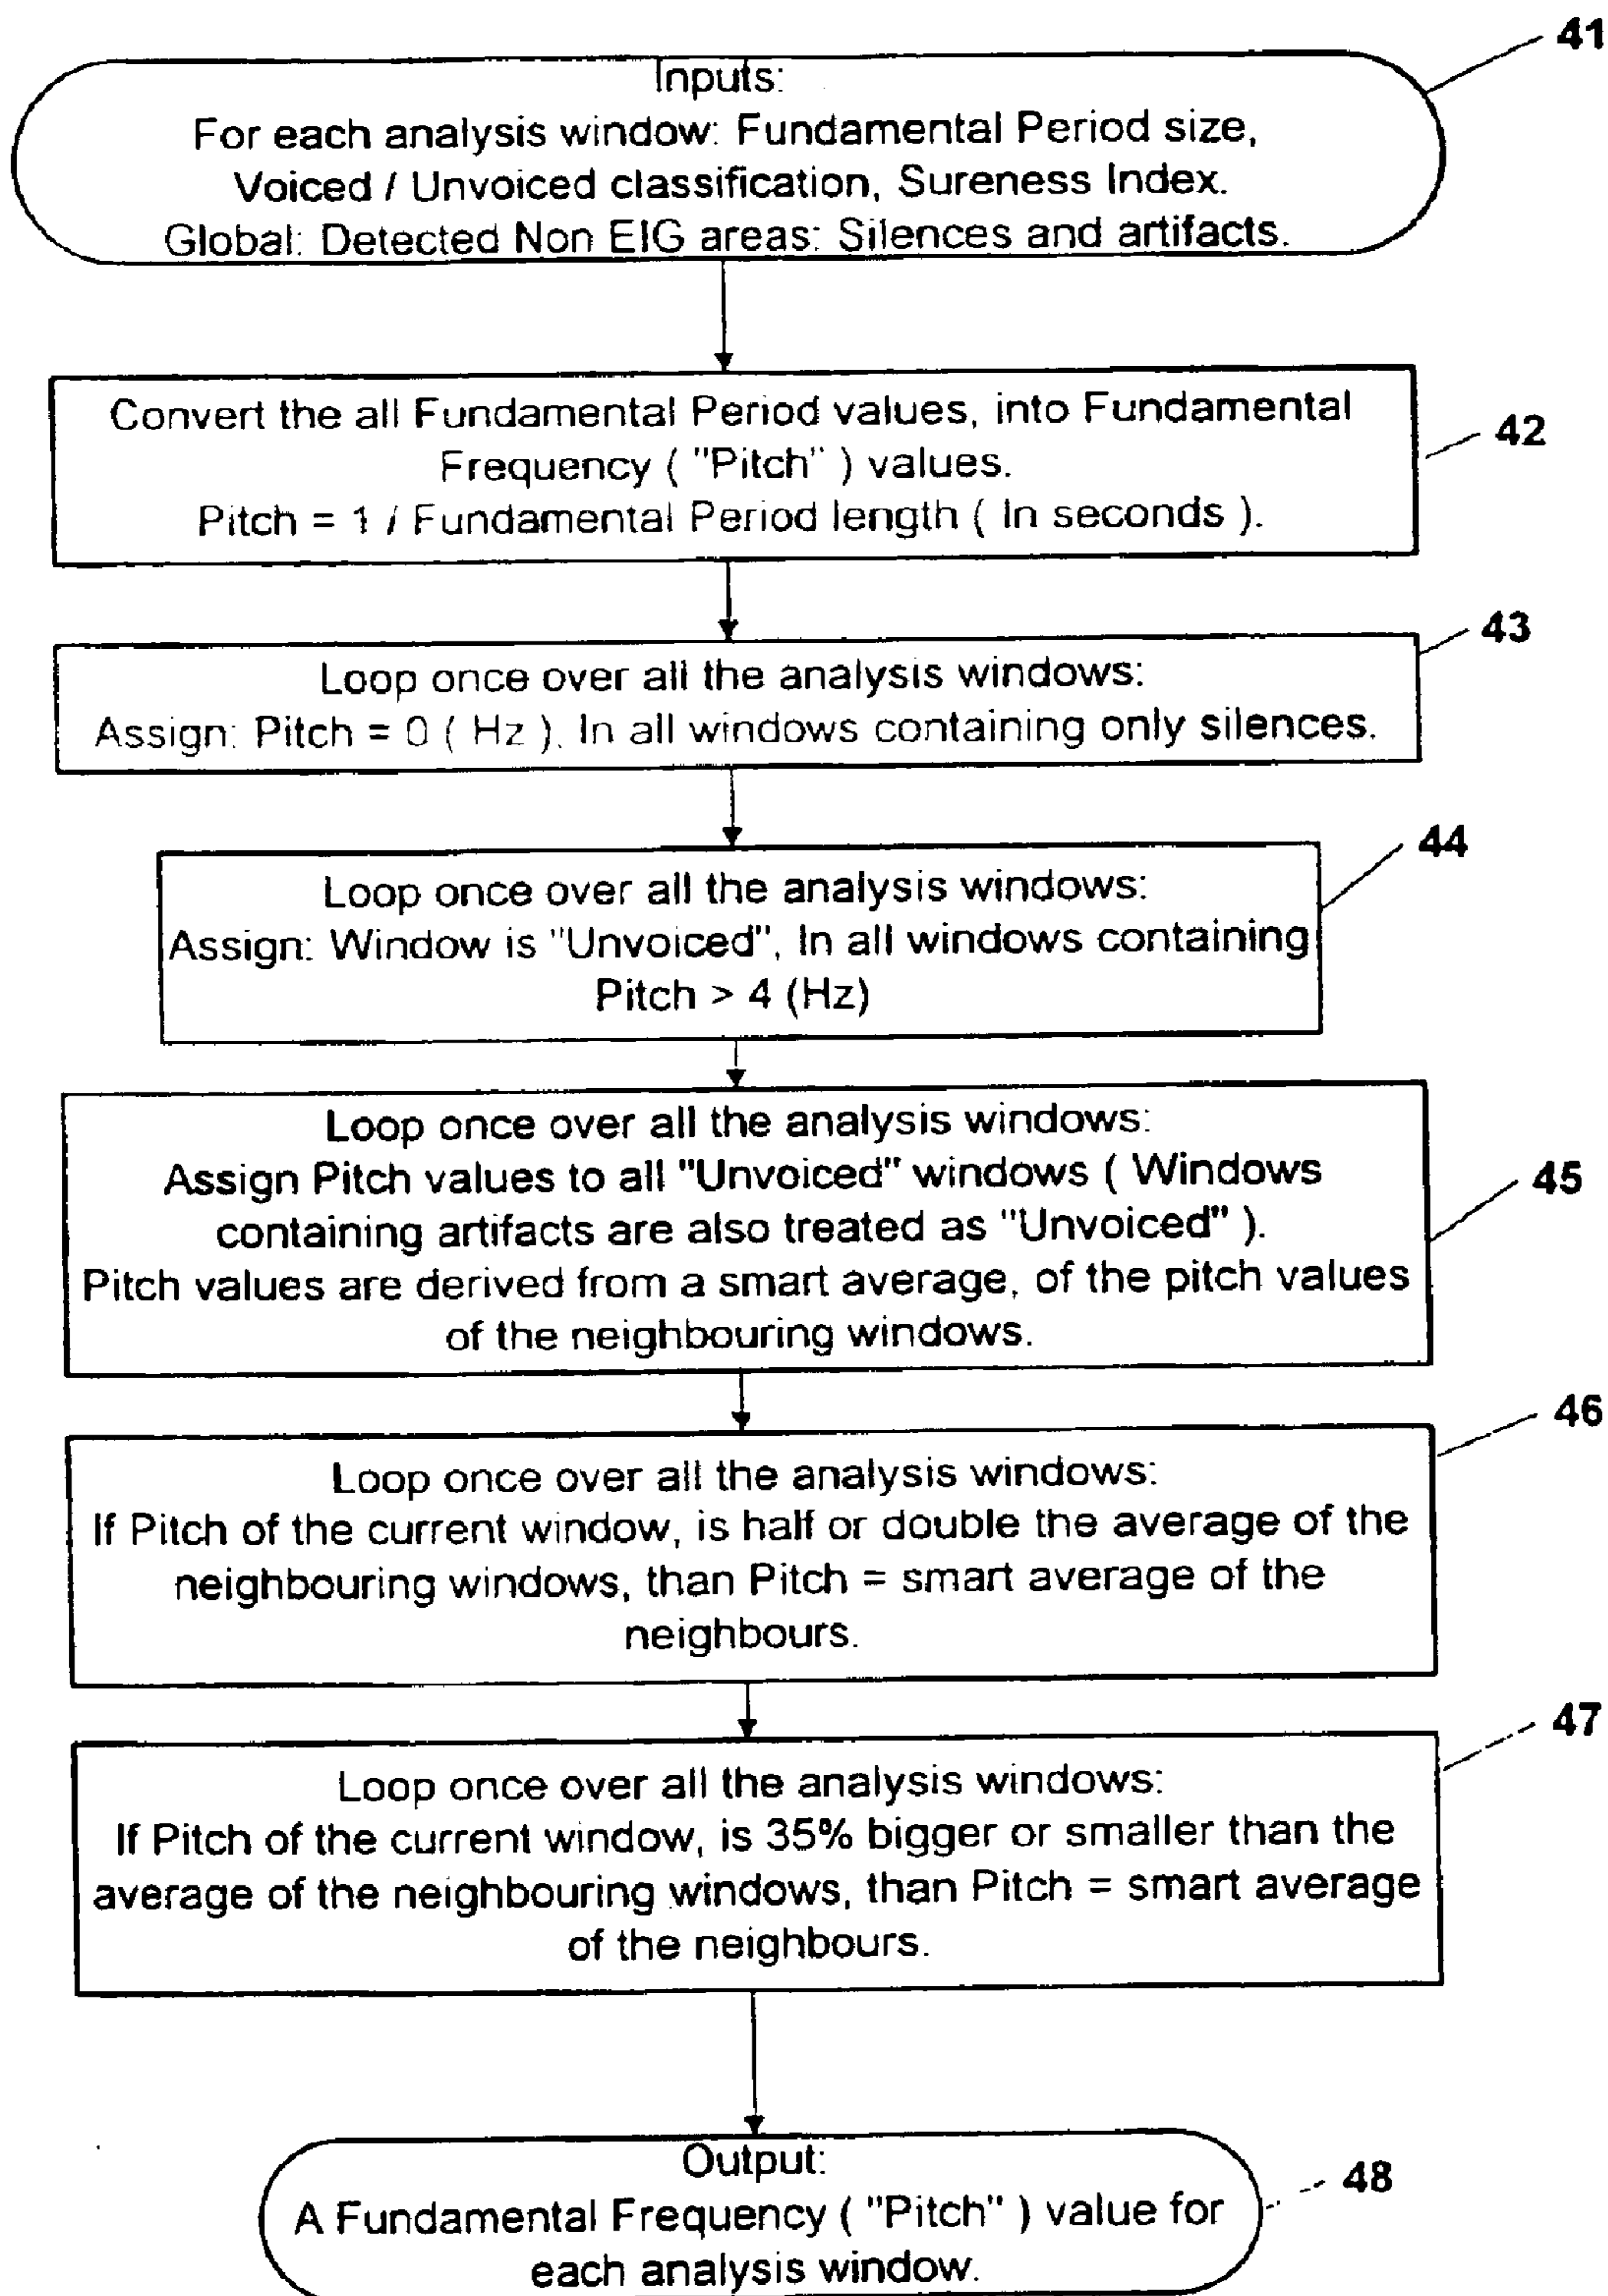 41
Inputs:
For each analysis window: Fundamental Period size,
Voiced / Unvoiced classification, Sureness Index.
Global: Detected Non EIG areas: Silences and artifacts.
Convert the all Fundamental Period values, into Fundamental
Frequency ( "Pitch" ) values.
Pitch = 1 / Fundamental Period length ( In seconds ).
42
43
Loop once over all the analysis windows:
Assign: Pitch = 0 ( Hz ), In all windows containing only silences.
44
Loop once over all the analysis windows:
Assign: Window is "Unvoiced", In all windows containing
Pitch > 4 (Hz)
Loop once over all the analysis windows:
Assign Pitch values to all "Unvoiced" windows ( Windows
containing artifacts are also treated as "Unvoiced" ).
Pitch values are derived from a smart average, of the pitch values
of the neighbouring windows.
45
46
Loop once over all the analysis windows:
If Pitch of the current window, is half or double the average of the
neighbouring windows, than Pitch = smart average of the
neighbours.
47
Loop once over all the analysis windows:
If Pitch of the current window, is 35% bigger or smaller than the
average of the neighbouring windows, than Pitch = smart average
of the neighbours.
Output:
A Fundamental Frequency ( "Pitch" ) value for
each analysis window.
48